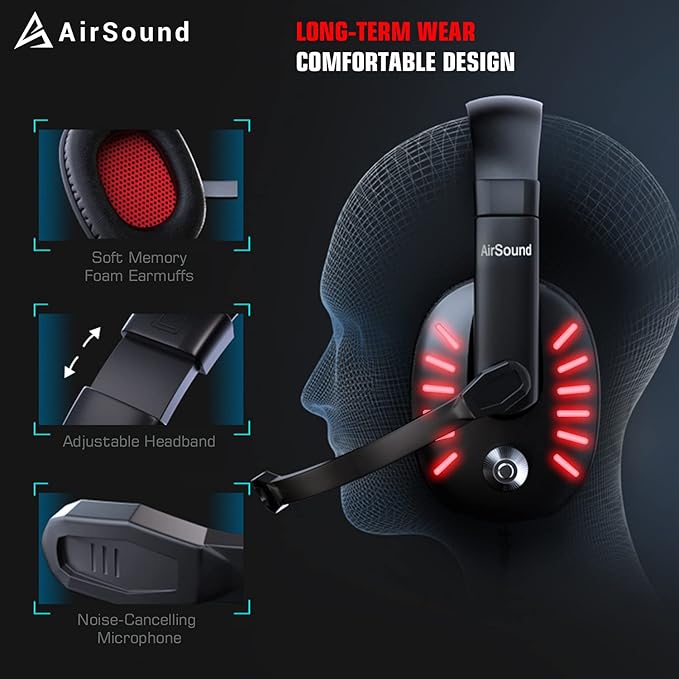 AirSound
LONG-TERM WEAR
COMFORTABLE DESIGN
Soft Memory
Foam Earmuffs
AirSound
Adjustable Headband
Noise-Cancelling
Microphone